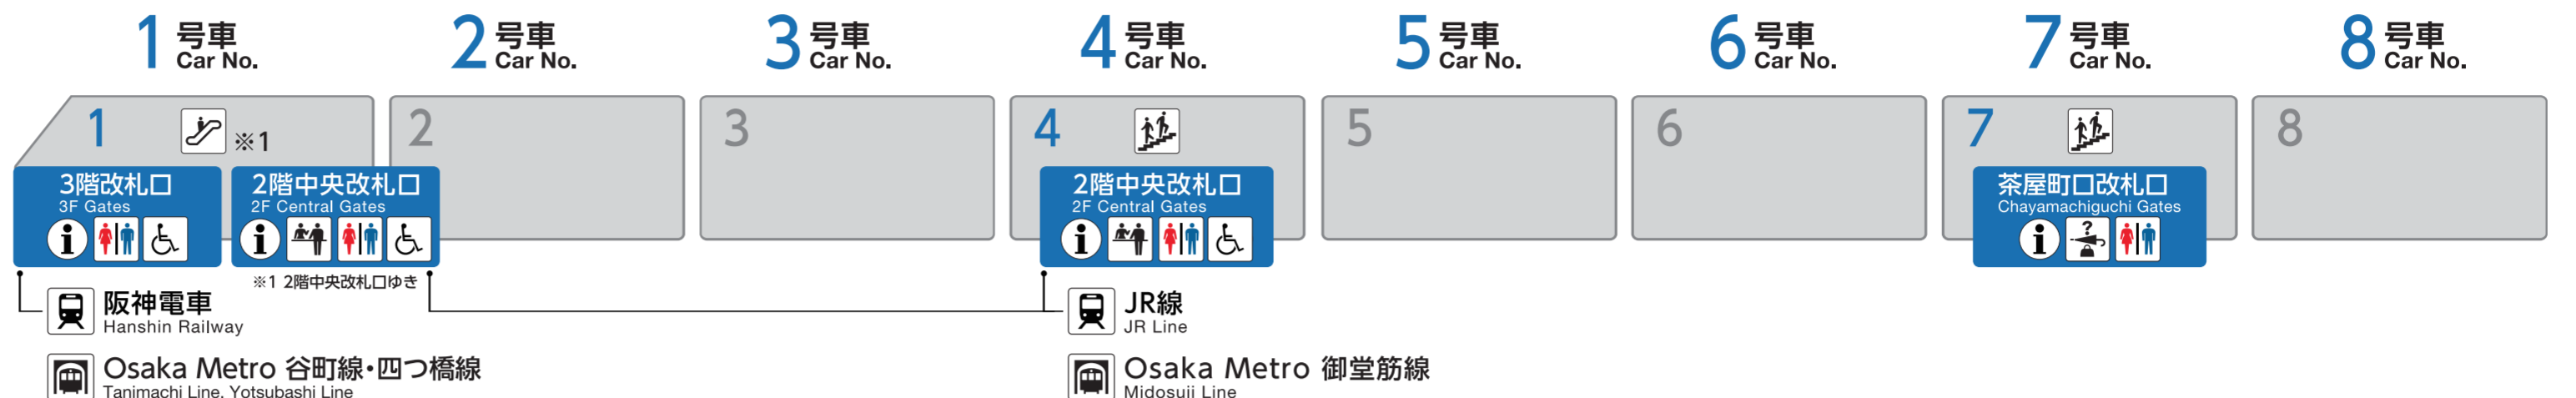 1 号車 Car No.
2 号車 Car No.
3 号車 Car No.
4 号車 Car No.
5 号車 Car No.
6 号車 Car No.
7 号車 Car No.
8 号車 Car No.
1
※1
2
3
4
5
6
7
8
3階改札口
3F Gates
2階中央改札口
2F Central Gates
2階中央改札口
2F Central Gates
茶屋町口改札口
Chayamachiguchi Gates
※1 2階中央改札口ゆき
阪神電車
Hanshin Railway
Osaka Metro 谷町線・四つ橋線
Tanimachi Line, Yotsubashi Line
JR線
JR Line
Osaka Metro 御堂筋線
Midosuji Line